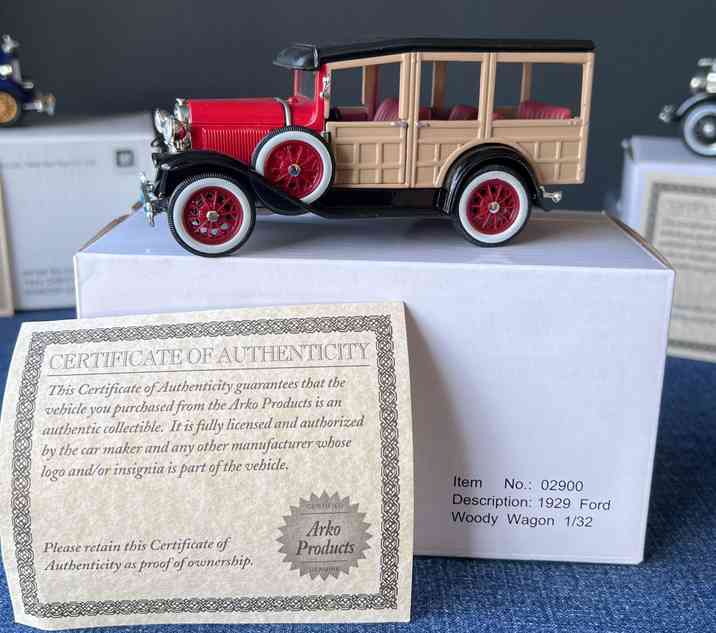 CERTIFICATE OF AUTHENTICITY
This Certificate of Authenticity guarantees that the
vehicle you purchased from the Arko Products is an
authentic collectible. It is fully licensed and authorized
by the car maker and any other manufacturer whose
logo and/or insignia is part of the vehicle.
Please retain this Certificate of
Authenticity as proof of ownership.
CERTIFIED
Arko
Products
GENUINE
Item No.: 02900
Description: 1929 Ford
Woody Wagon 1/32